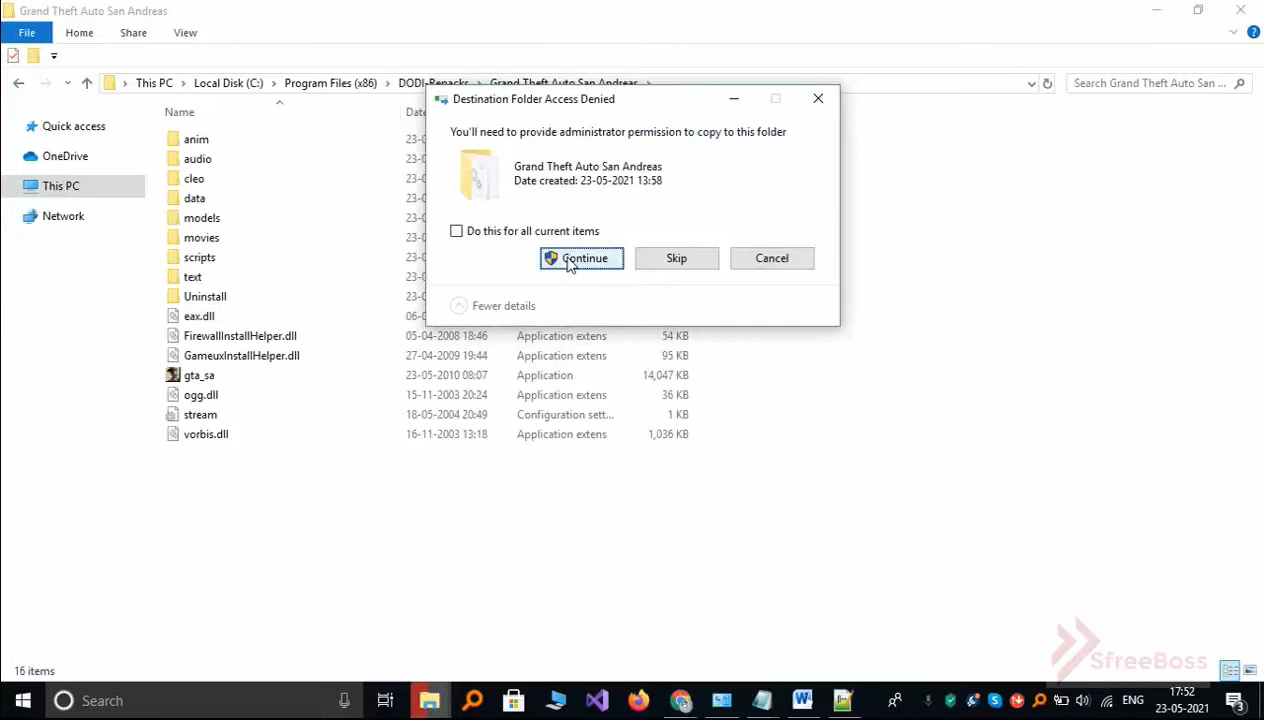 Grand Theft Auto San Andreas
File Home Share View
This PC Local Disk (C:) Program Files (x86) DODI-Repacks Grand Theft Auto San Andreas
Search Grand Theft Auto San ...
Quick access
OneDrive
This PC
Network
Name
anim
audio
cleo
data
models
movies
scripts
text
Uninstall
eax.dll
FirewallInstallHelper.dll 05-04-2008 18:46 Application extens 54 KB
GameuxInstallHelper.dll 27-04-2009 19:44 Application extens 95 KB
gta_sa 23-05-2010 08:07 Application 14,047 KB
ogg.dll 15-11-2003 20:24 Application extens 36 KB
stream 18-05-2004 20:49 Configuration sett... 1 KB
vorbis.dll 16-11-2003 13:18 Application extens 1,036 KB
Destination Folder Access Denied
You'll need to provide administrator permission to copy to this folder
Grand Theft Auto San Andreas
Date created: 23-05-2021 13:58
Do this for all current items
Continue Skip Cancel
Fewer details
16 items
SfreeBoss
Search
ENG
17:52
23-05-2021
3